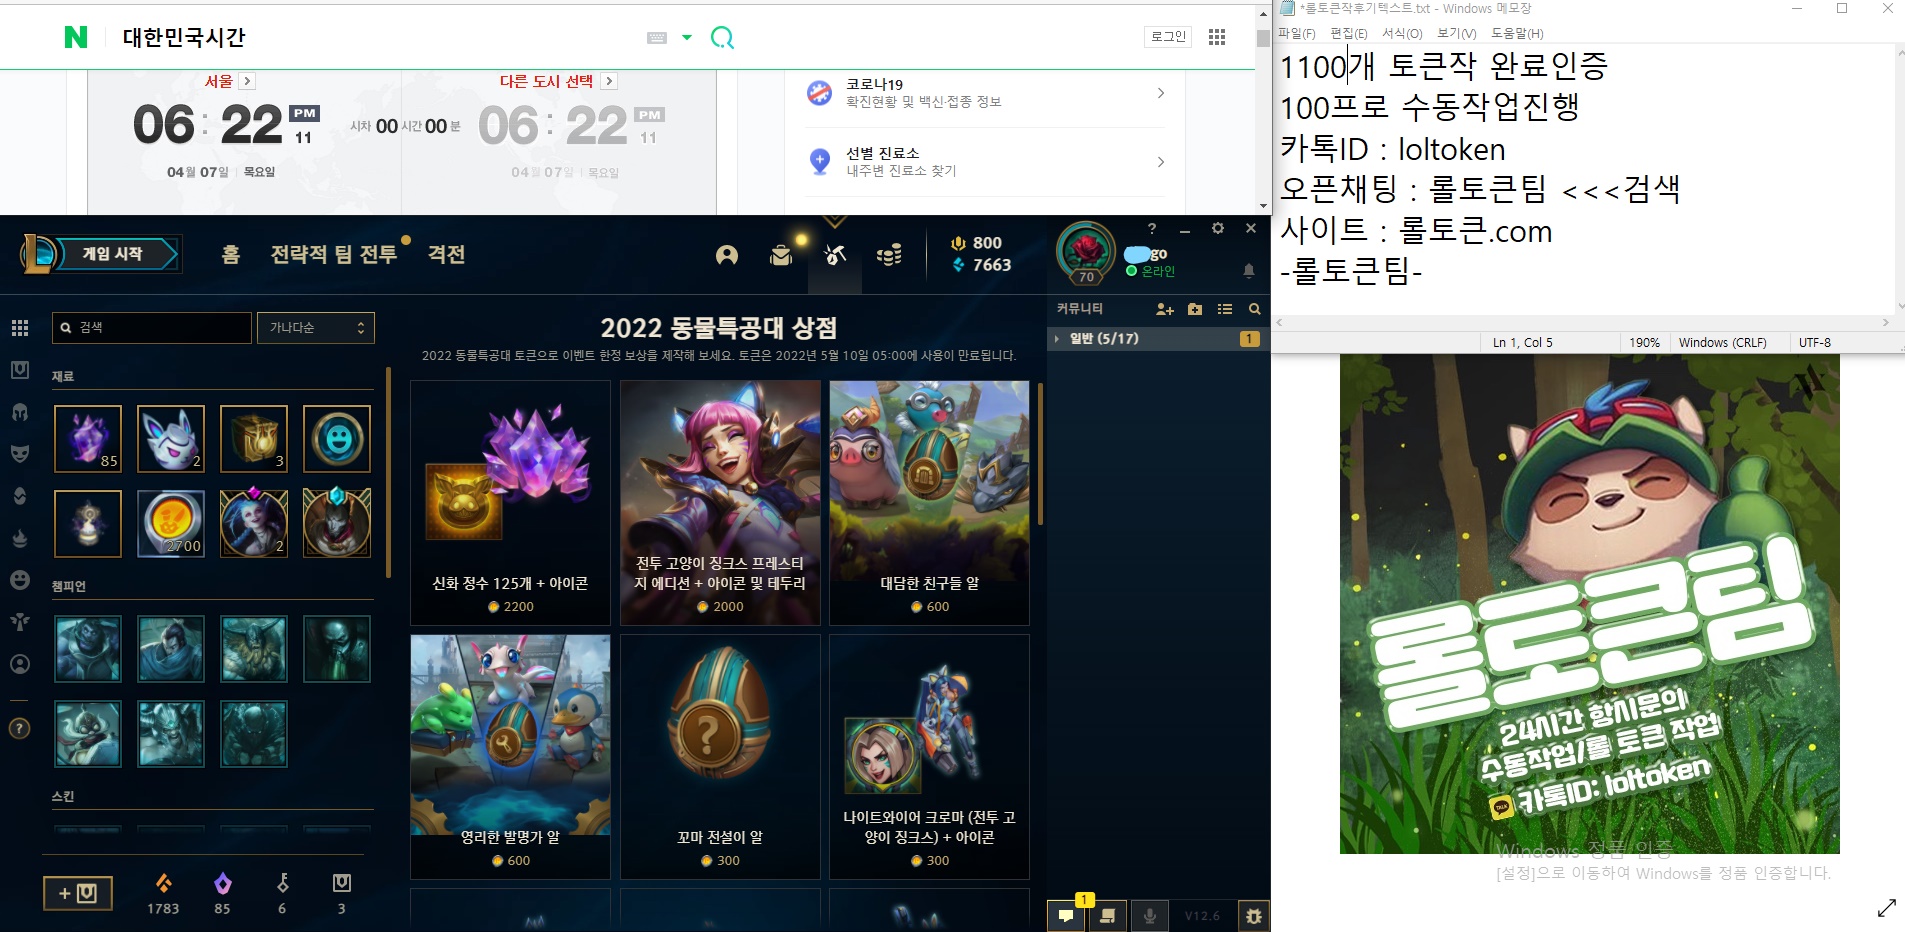 N 대한민국시간
로그인
서울
다른 도시 선택
06:22 PM 11
시차 00시간 00분
06:22 PM 11
04월 07일 목요일
04월 07일 목요일
코로나19
확진현황 및 백신·접종 정보
선별 진료소
내주변 진료소 찾기
*롤토큰작후기텍스트.txt - Windows 메모장
파일(F) 편집(E) 서식(O) 보기(V) 도움말(H)
1100개 토큰작 완료인증
100프로 수동작업진행
카톡ID : loltoken
오픈채팅 : 롤토큰팀 <<<검색
사이트 : 롤토큰.com
-롤토큰팀-
Ln 1, Col 5 190% Windows (CRLF) UTF-8
게임 시작 홈 전략적 팀 전투 격전
800
7663
70
go
온라인
커뮤니티
일반 (5/17) 1
검색 가나다순
재료
85 2 3
2700 2
챔피언
스킨
1783 85 6 3
2022 동물특공대 상점
2022 동물특공대 토큰으로 이벤트 한정 보상을 제작해 보세요. 토큰은 2022년 5월 10일 05:00에 사용이 만료됩니다.
신화 정수 125개 + 아이콘
2200
전투 고양이 징크스 프레스티
지 에디션 + 아이콘 및 테두리
2000
대담한 친구들 알
600
영리한 발명가 알
600
꼬마 전설이 알
300
나이트와이어 크로마 (전투 고
양이 징크스) + 아이콘
300
1
V12.6
롤토큰팀
24시간 항시문의
수동작업/롤 토큰 작업
TALK 카톡ID: loltoken
Windows 정품 인증
[설정]으로 이동하여 Windows를 정품 인증합니다.